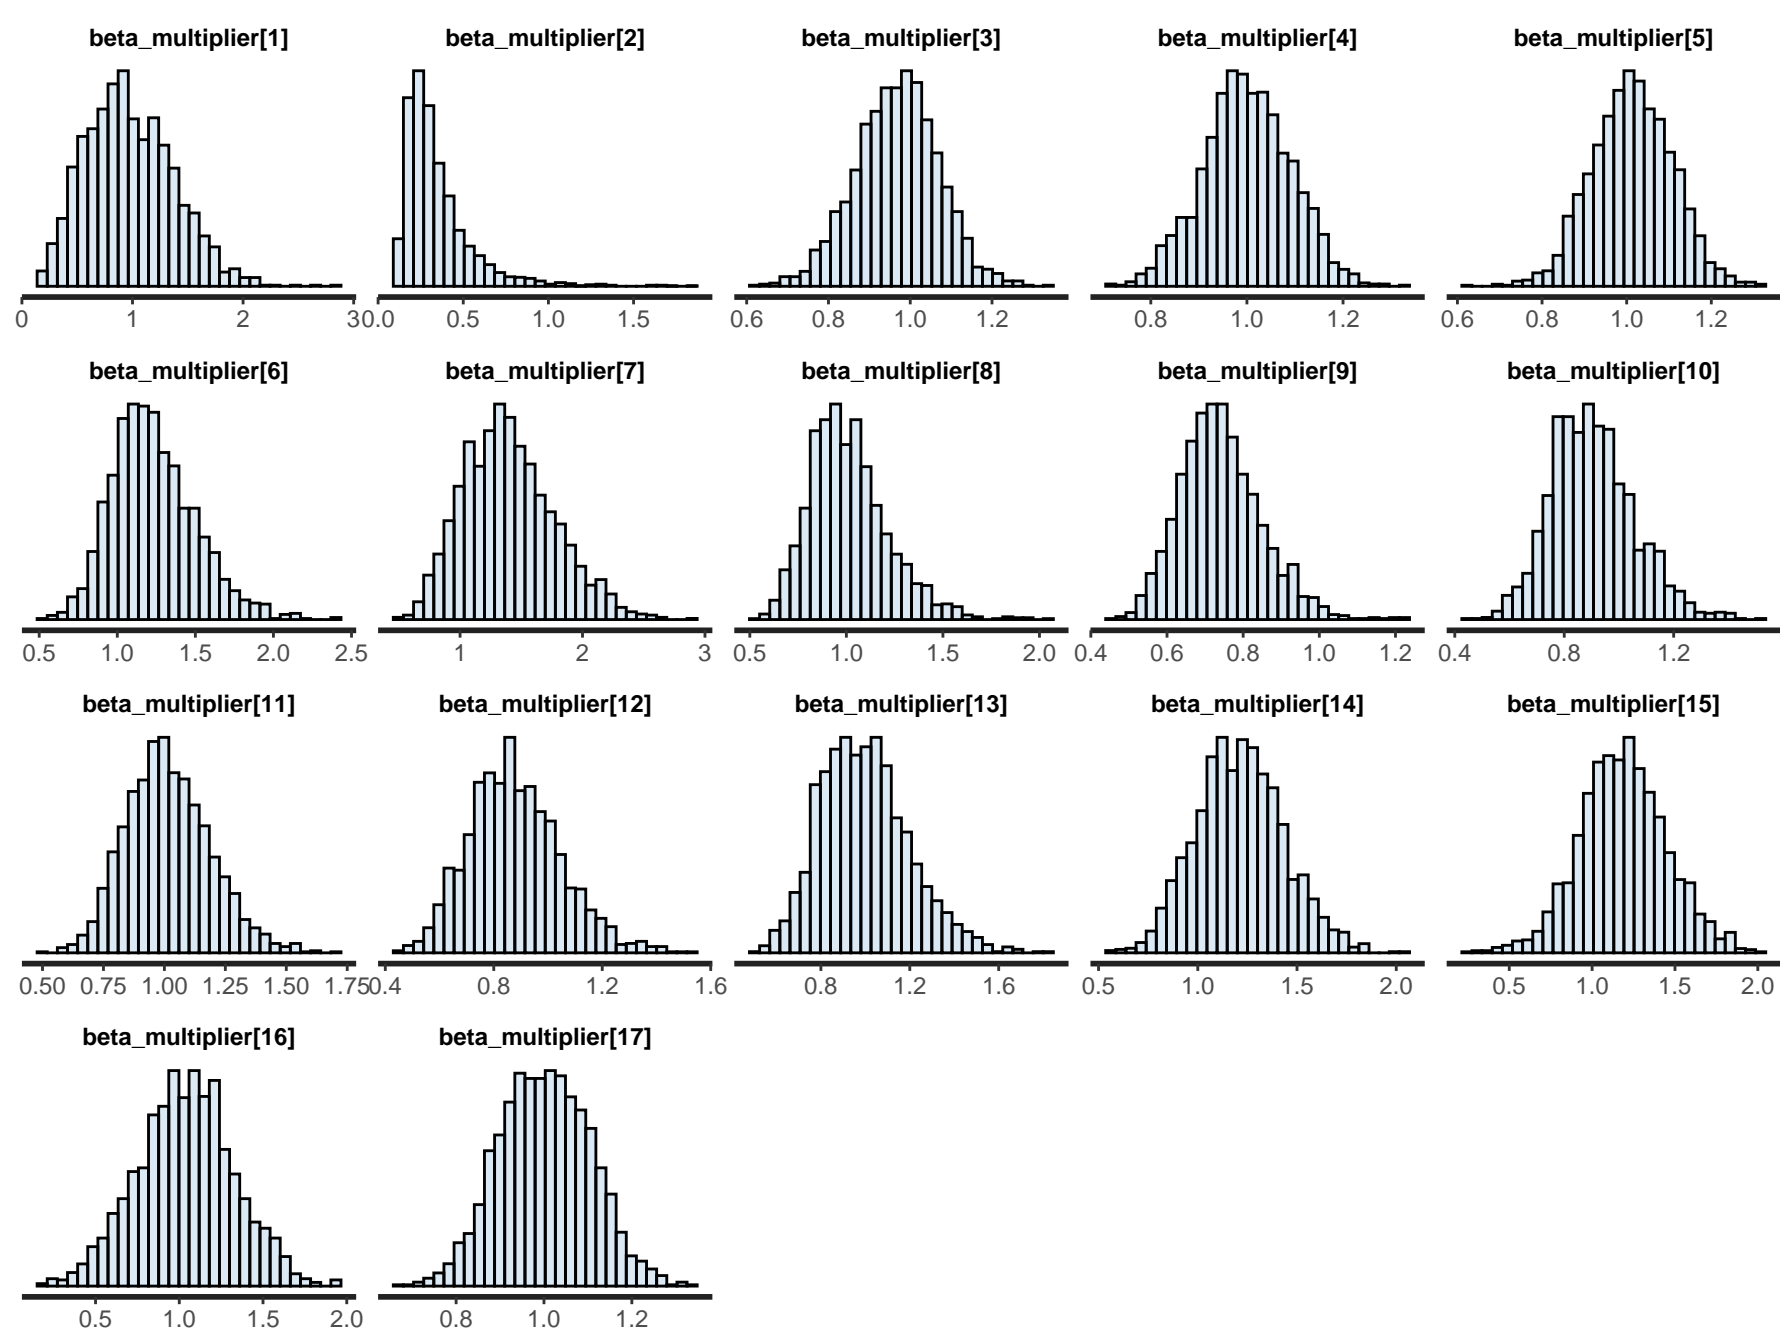 beta_multiplier[1] beta_multiplier[2] beta_multiplier[3] beta_multiplier[4] beta_multiplier[5]
0 1 2 3 0.0 0.5 1.0 1.5 0.6 0.8 1.0 1.2 0.8 1.0 1.2 0.6 0.8 1.0 1.2
beta_multiplier[6] beta_multiplier[7] beta_multiplier[8] beta_multiplier[9] beta_multiplier[10]
0.5 1.0 1.5 2.0 2.5 1 2 3 0.5 1.0 1.5 2.0 0.4 0.6 0.8 1.0 1.2 0.4 0.8 1.2
beta_multiplier[11] beta_multiplier[12] beta_multiplier[13] beta_multiplier[14] beta_multiplier[15]
0.50 0.75 1.00 1.25 1.50 1.75 0.4 0.8 1.2 1.6 0.8 1.2 1.6 0.5 1.0 1.5 2.0 0.5 1.0 1.5 2.0
beta_multiplier[16] beta_multiplier[17]
0.5 1.0 1.5 2.0 0.8 1.0 1.2